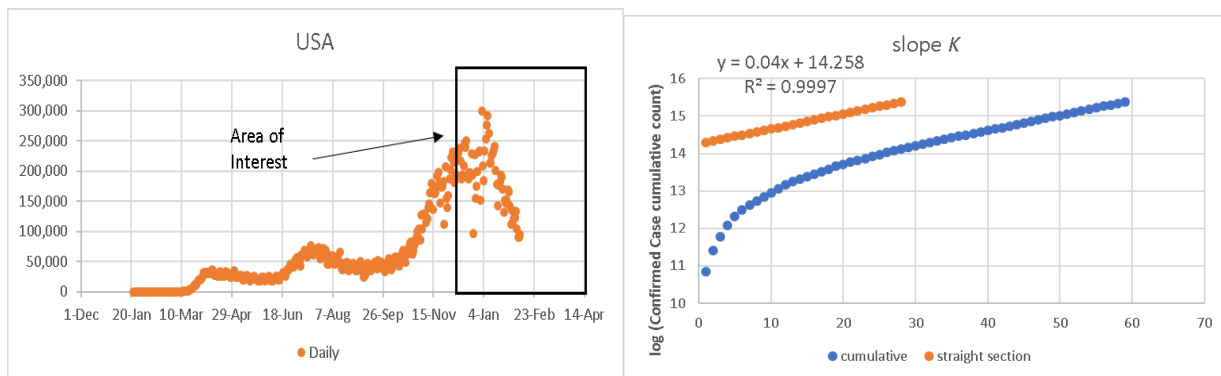 USA
350,000
300,000
250,000
200,000
150,000
100,000
50,000
0
Area of
Interest
1-Dec 20-Jan 10-Mar 29-Apr 18-Jun 7-Aug 26-Sep 15-Nov 4-Jan 23-Feb 14-Apr
Daily
slope K
y = 0.04x + 14.258
R² = 0.9997
log (Confirmed Case cumulative count)
16
15
14
13
12
11
10
0 10 20 30 40 50 60 70
cumulative straight section